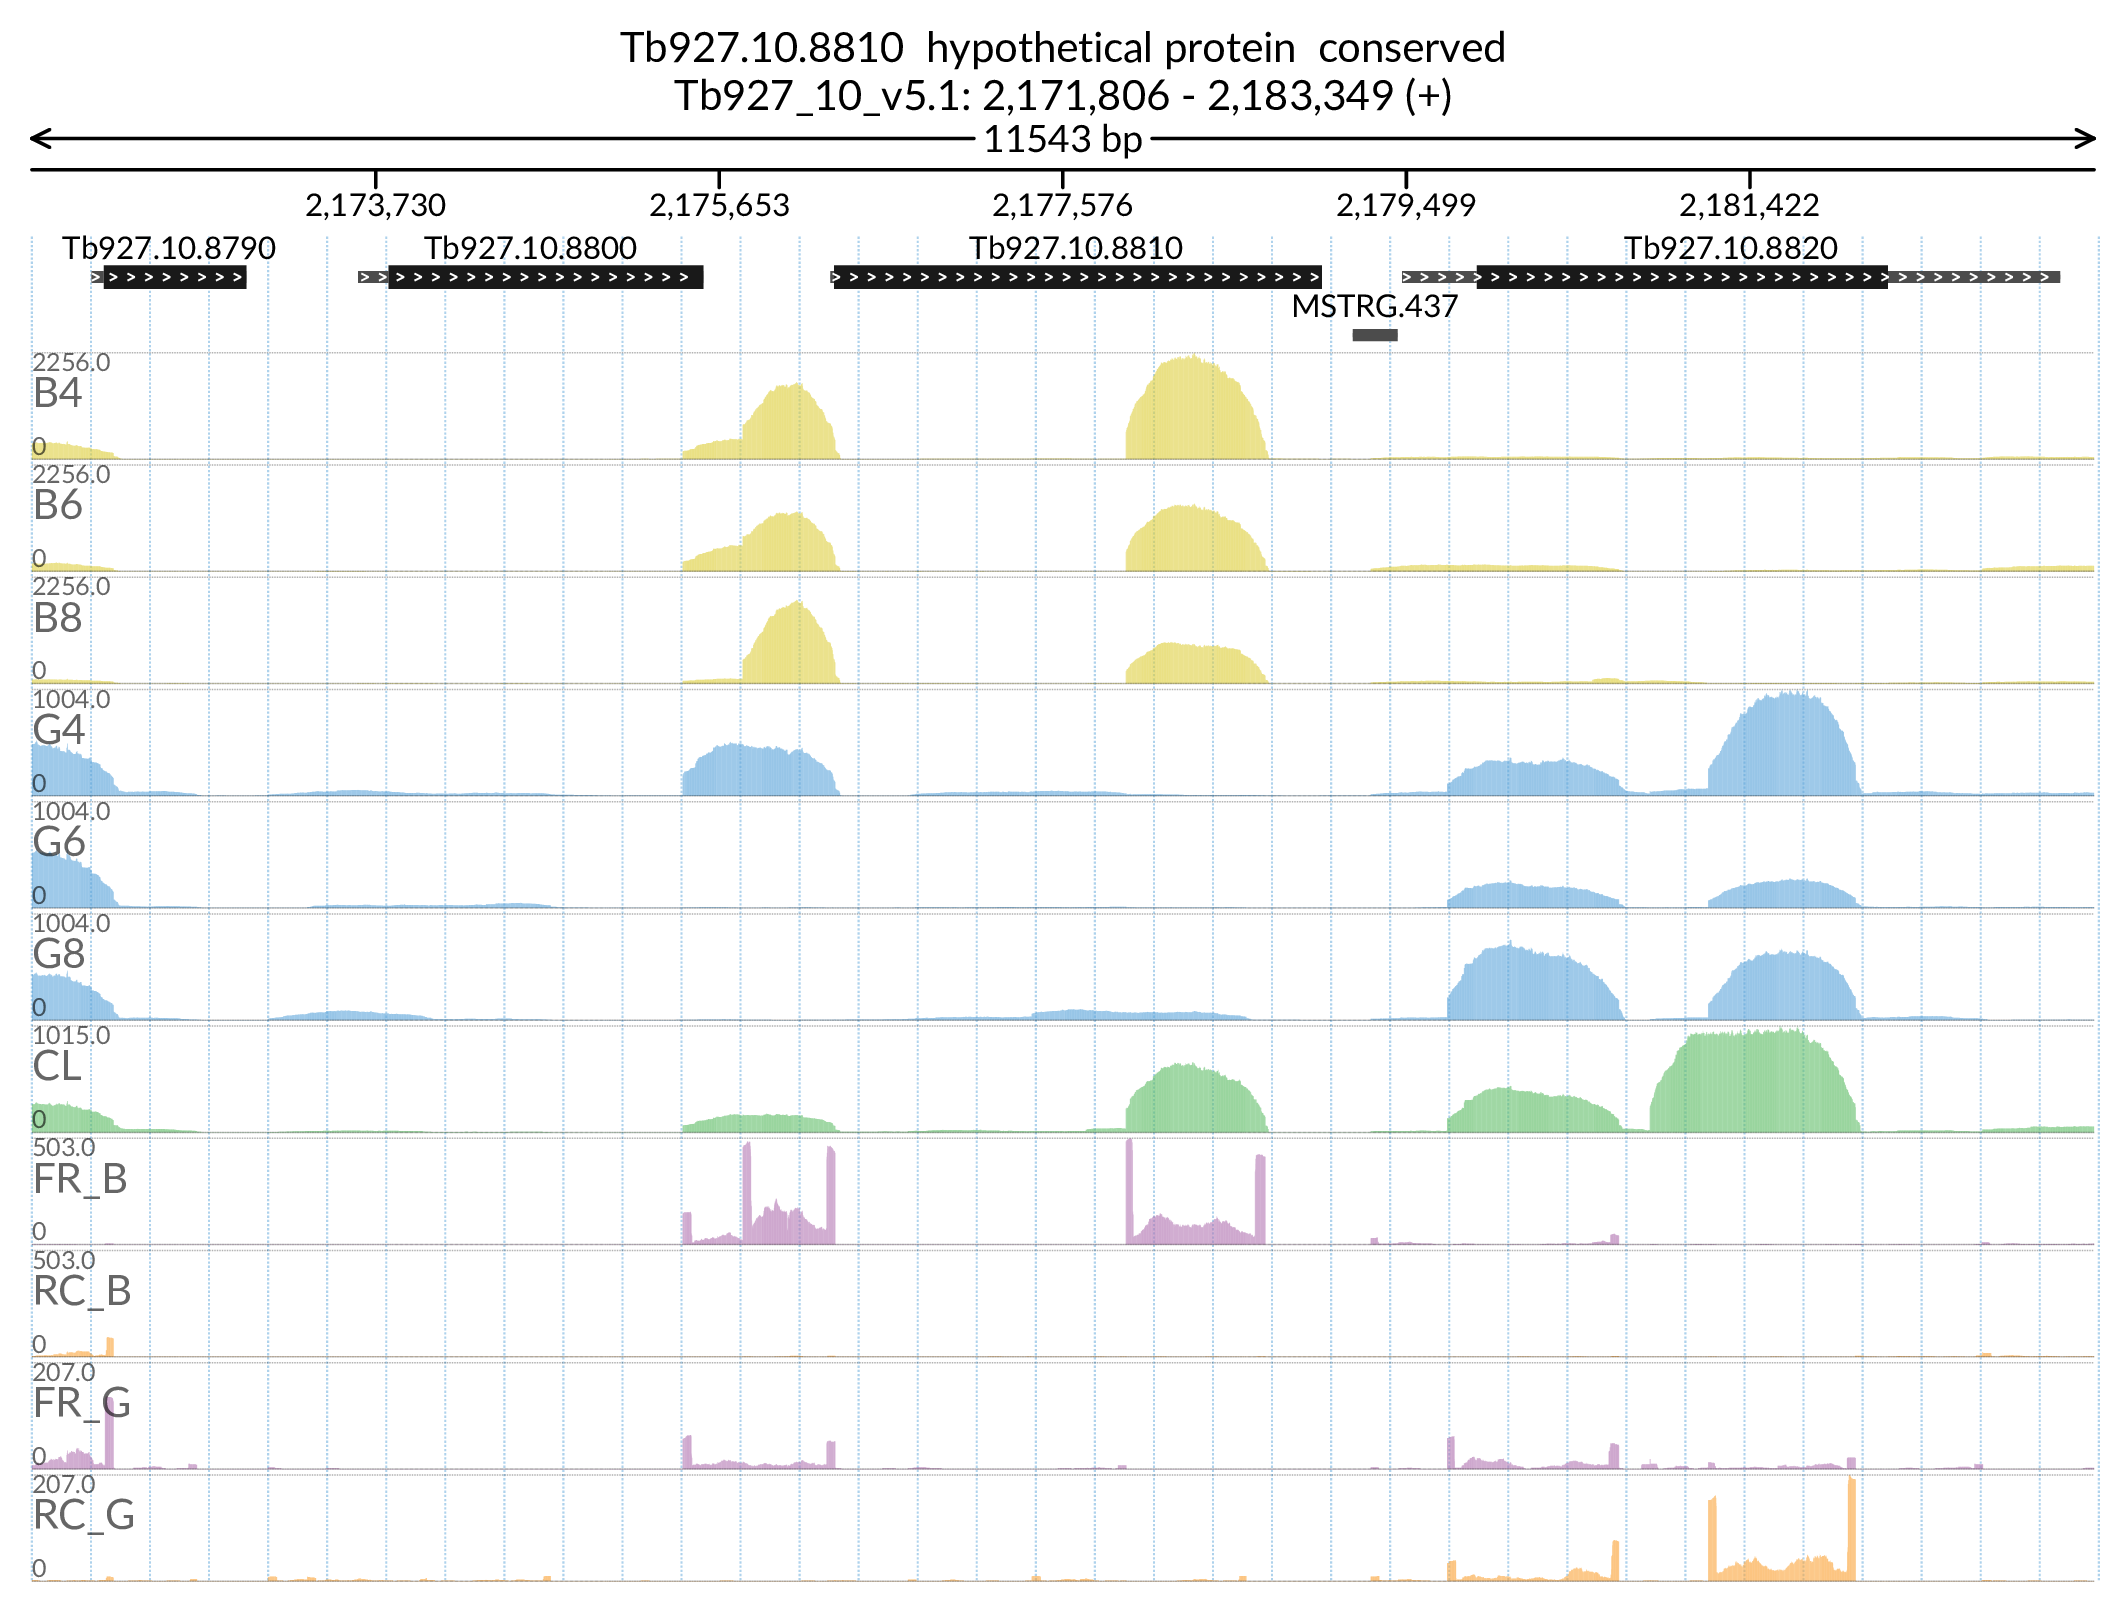 Tb927.10.8810  hypothetical protein  conserved
Tb927_10_v5.1: 2,171,806 - 2,183,349 (+)
11543 bp
2,173,730 2,175,653 2,177,576 2,179,499 2,181,422
Tb927.10.8790 Tb927.10.8800 Tb927.10.8810 Tb927.10.8820
MSTRG.437
2256.0
B4
0
2256.0
B6
0
2256.0
B8
0
1004.0
G4
0
1004.0
G6
0
1004.0
G8
0
1015.0
CL
0
503.0
FR_B
0
503.0
RC_B
0
207.0
FR_G
0
207.0
RC_G
0